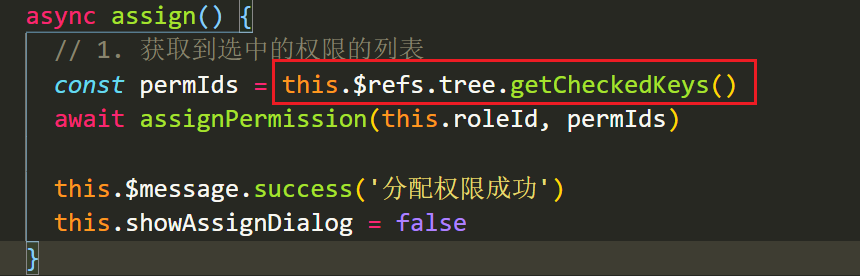 async assign() {
// 1. 获取到选中的权限的列表
const permIds = this.$refs.tree.getCheckedKeys()
await assignPermission(this.roleId, permIds)
this.$message.success('分配权限成功')
this.showAssignDialog = false
}